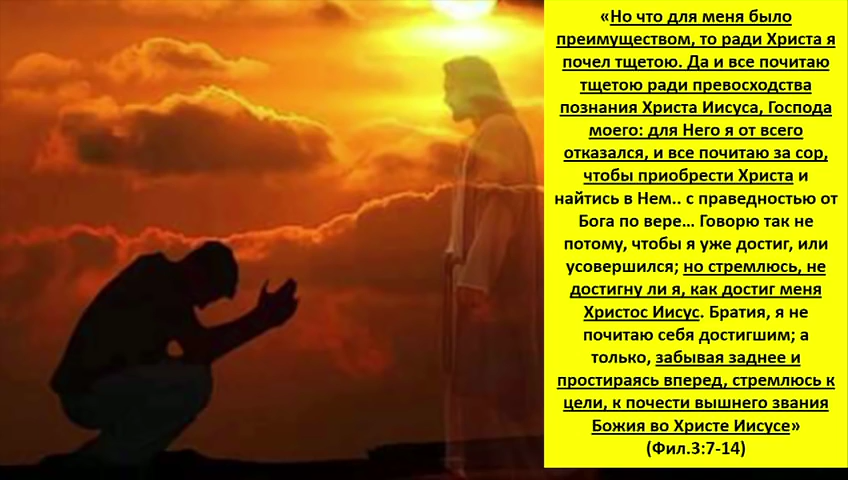 «Но что для меня было
преимуществом, то ради Христа я
почел тщетою. Да и все почитаю
тщетою ради превосходства
познания Христа Иисуса, Господа
моего: для Него я от всего
отказался, и все почитаю за сор,
чтобы приобрести Христа и
найтись в Нем.. с праведностью от
Бога по вере... Говорю так не
потому, чтобы я уже достиг, или
усовершился; но стремлюсь, не
достигну ли я, как достиг меня
Христос Иисус. Братия, я не
почитаю себя достигшим; а
только, забывая заднее и
простираясь вперед, стремлюсь к
цели, к почести вышнего звания
Божия во Христе Иисусе»
(Фил.3:7-14)